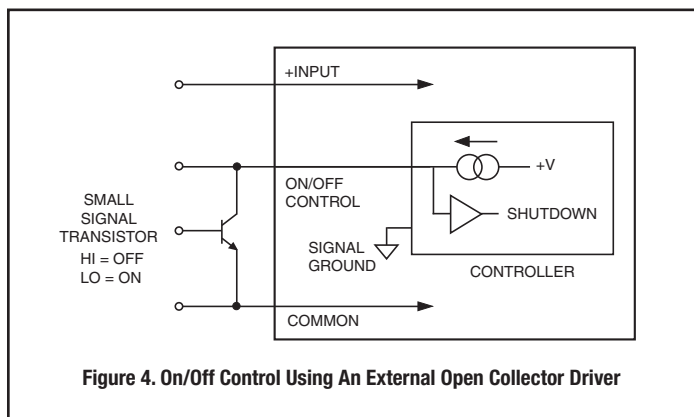 +INPUT
+V
ON/OFF
CONTROL
SHUTDOWN
SMALL
SIGNAL
TRANSISTOR
HI = OFF
LO = ON
SIGNAL
GROUND
CONTROLLER
COMMON
Figure 4. On/Off Control Using An External Open Collector Driver